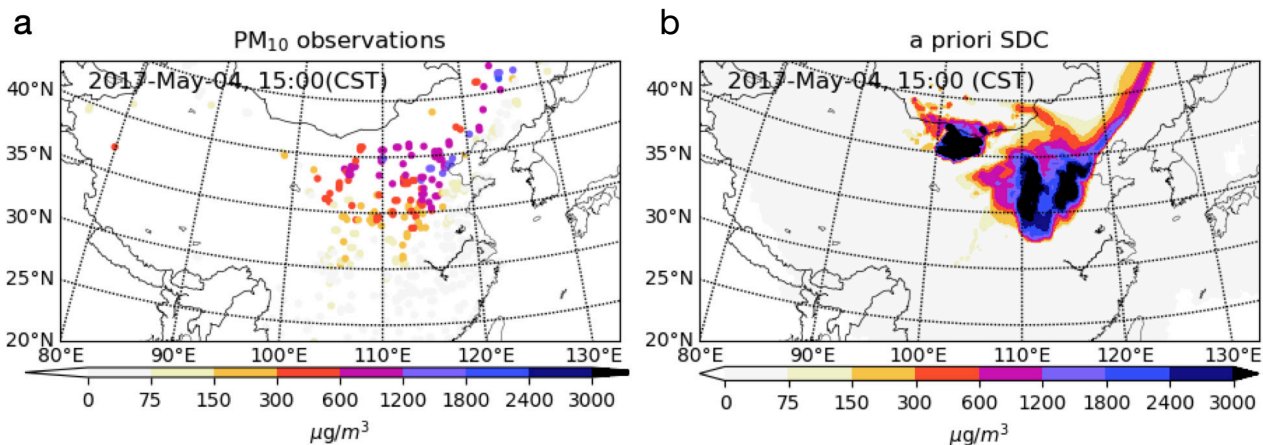 a
PM₁₀ observations
2017-May-04, 15:00(CST)
40°N
35°N
30°N
25°N
20°N
80°E 90°E 100°E 110°E 120°E 130°E
0 75 150 300 600 1200 1800 2400 3000
μg/m³
b
a priori SDC
2017-May-04, 15:00 (CST)
40°N
35°N
30°N
25°N
20°N
80°E 90°E 100°E 110°E 120°E 130°E
0 75 150 300 600 1200 1800 2400 3000
μg/m³